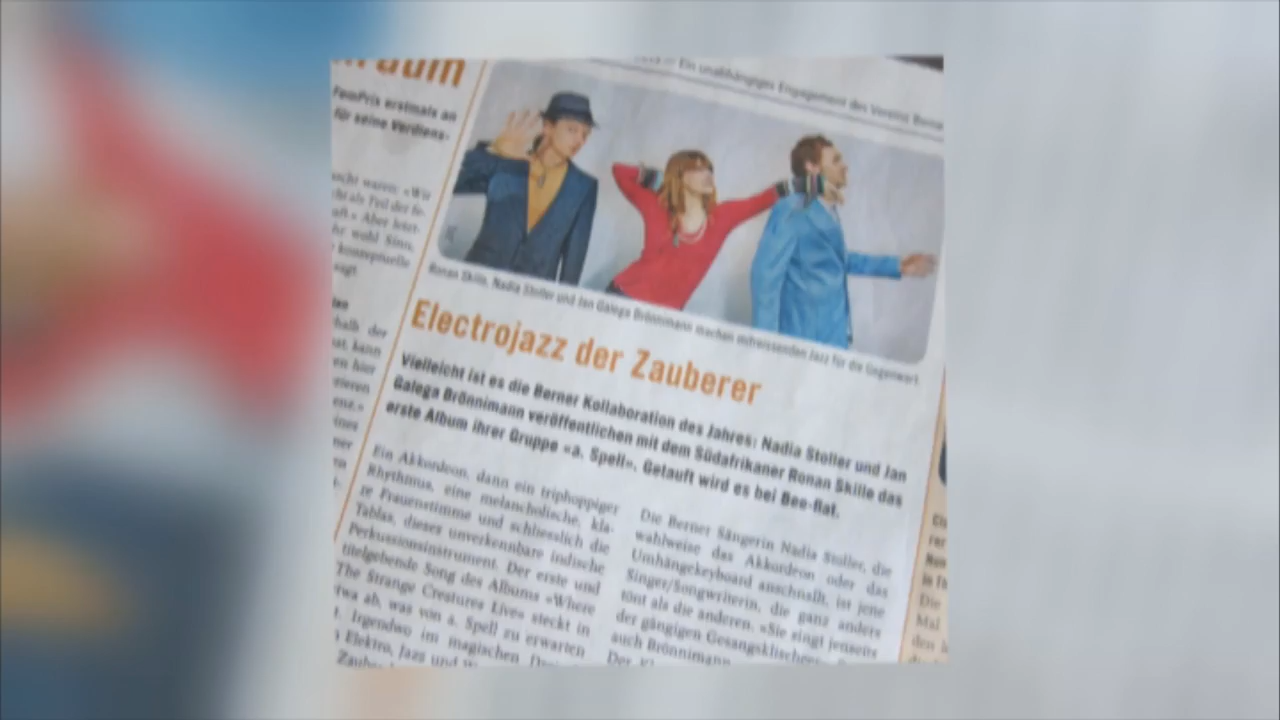 raum
FemPrix erstmals an
für seine Verdiens-
— Ein unabhängiges Engagement des Vereins Berner
Ronan Skille, Nadia Stoller und Jan Galega Brönnimann machen mitreissenden Jazz für die Gegenwart.
Electrojazz der Zauberer
Vielleicht ist es die Berner Kollaboration des Jahres: Nadia Stoller und Jan
Galega Brönnimann veröffentlichen mit dem Südafrikaner Ronan Skille das
erste Album ihrer Gruppe «a. Spell». Getauft wird es bei Bee-flat.
Ein Akkordeon, dann ein triphoppiger
Rhythmus, eine melancholische, kla-
re Frauenstimme und schliesslich die
Tablas, dieses unverkennbare indische
Perkussionsinstrument. Der erste und
titelgebende Song des Albums «Where
The Strange Creatures Live» steckt in
etwa ab, was von a. Spell zu erwarten
Irgendwo im magischen
Elektro, Jazz und
Die Berner Sängerin Nadia Stoller, die
wahlweise das Akkordeon oder das
Umhängekeyboard anschnallt, ist jene
Singer/Songwriterin, die ganz anders
tönt als die anderen. «Sie singt jenseits
der gängigen Gesangsklischees
auch Brönnimann